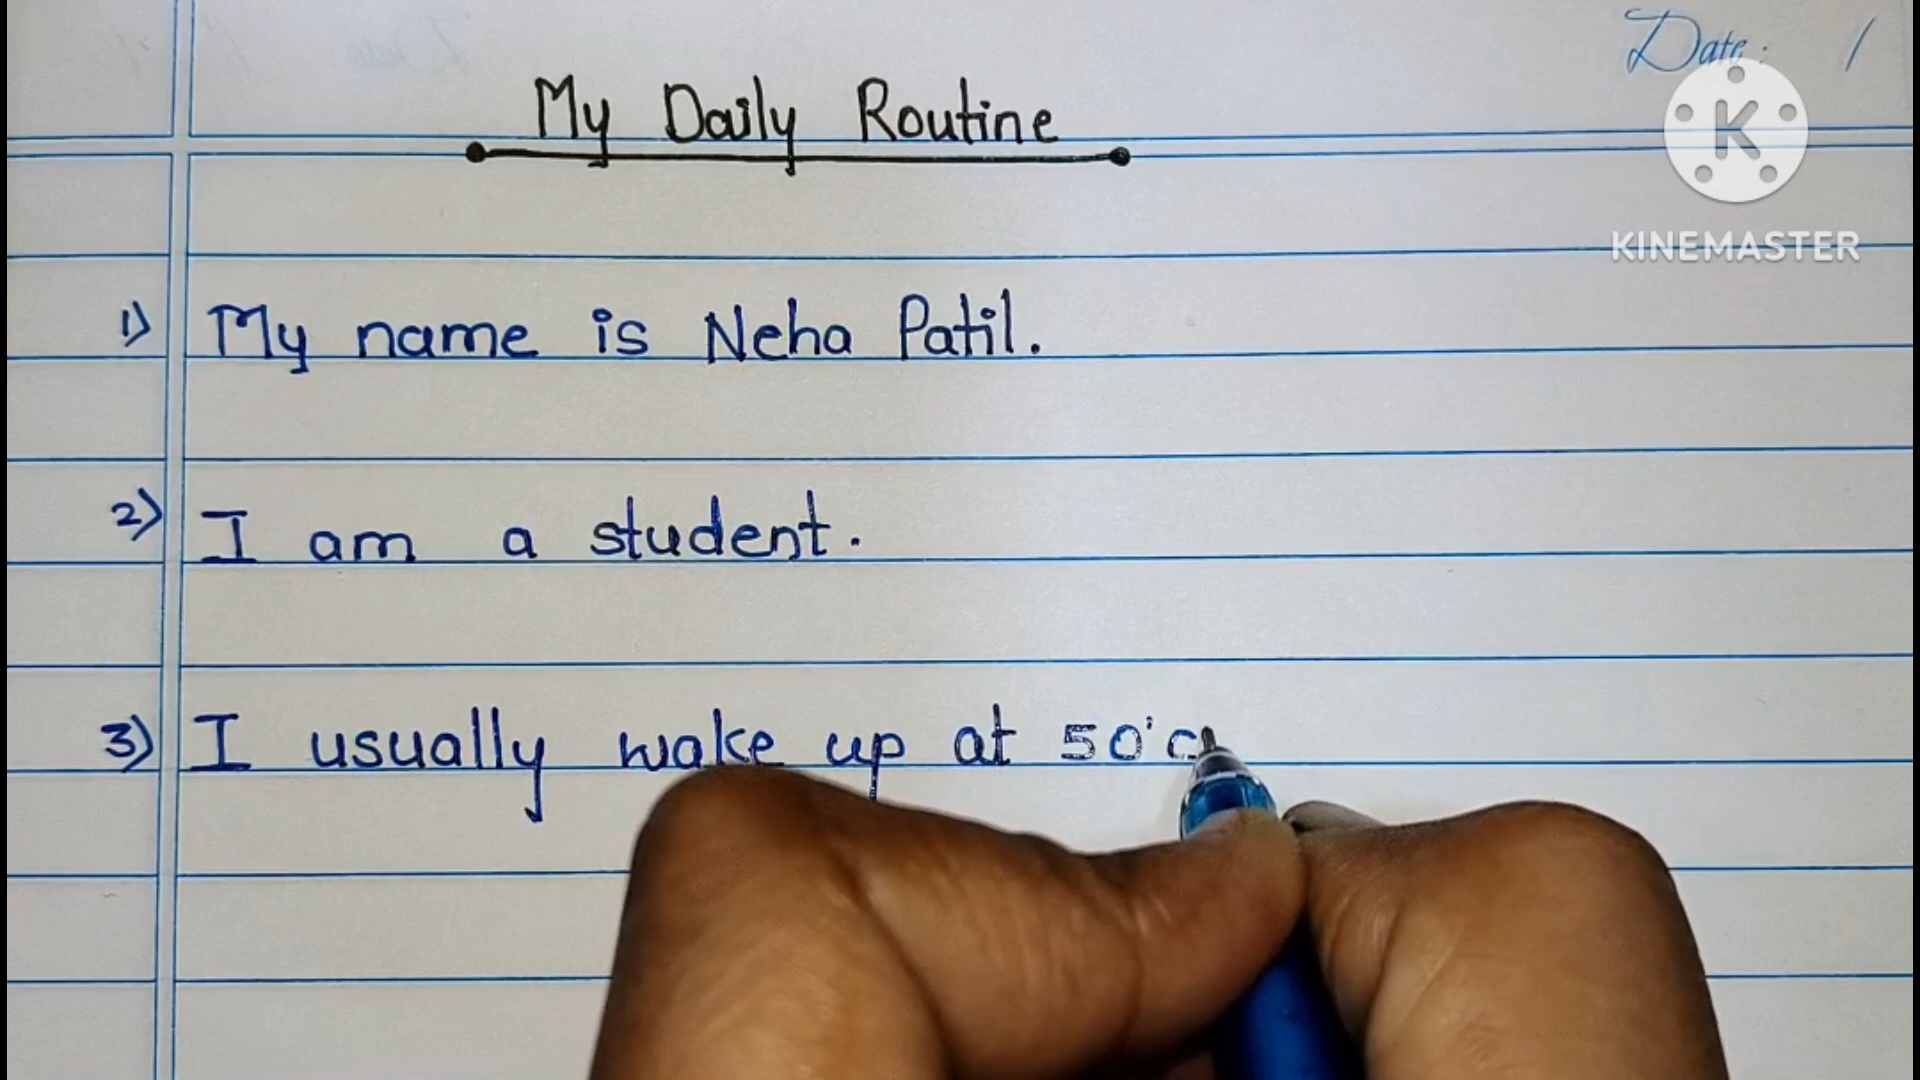 Date: /
My Daily Routine
KINEMASTER
1) My name is Neha Patil.
2) I am a student.
3) I usually wake up at 5 0'c